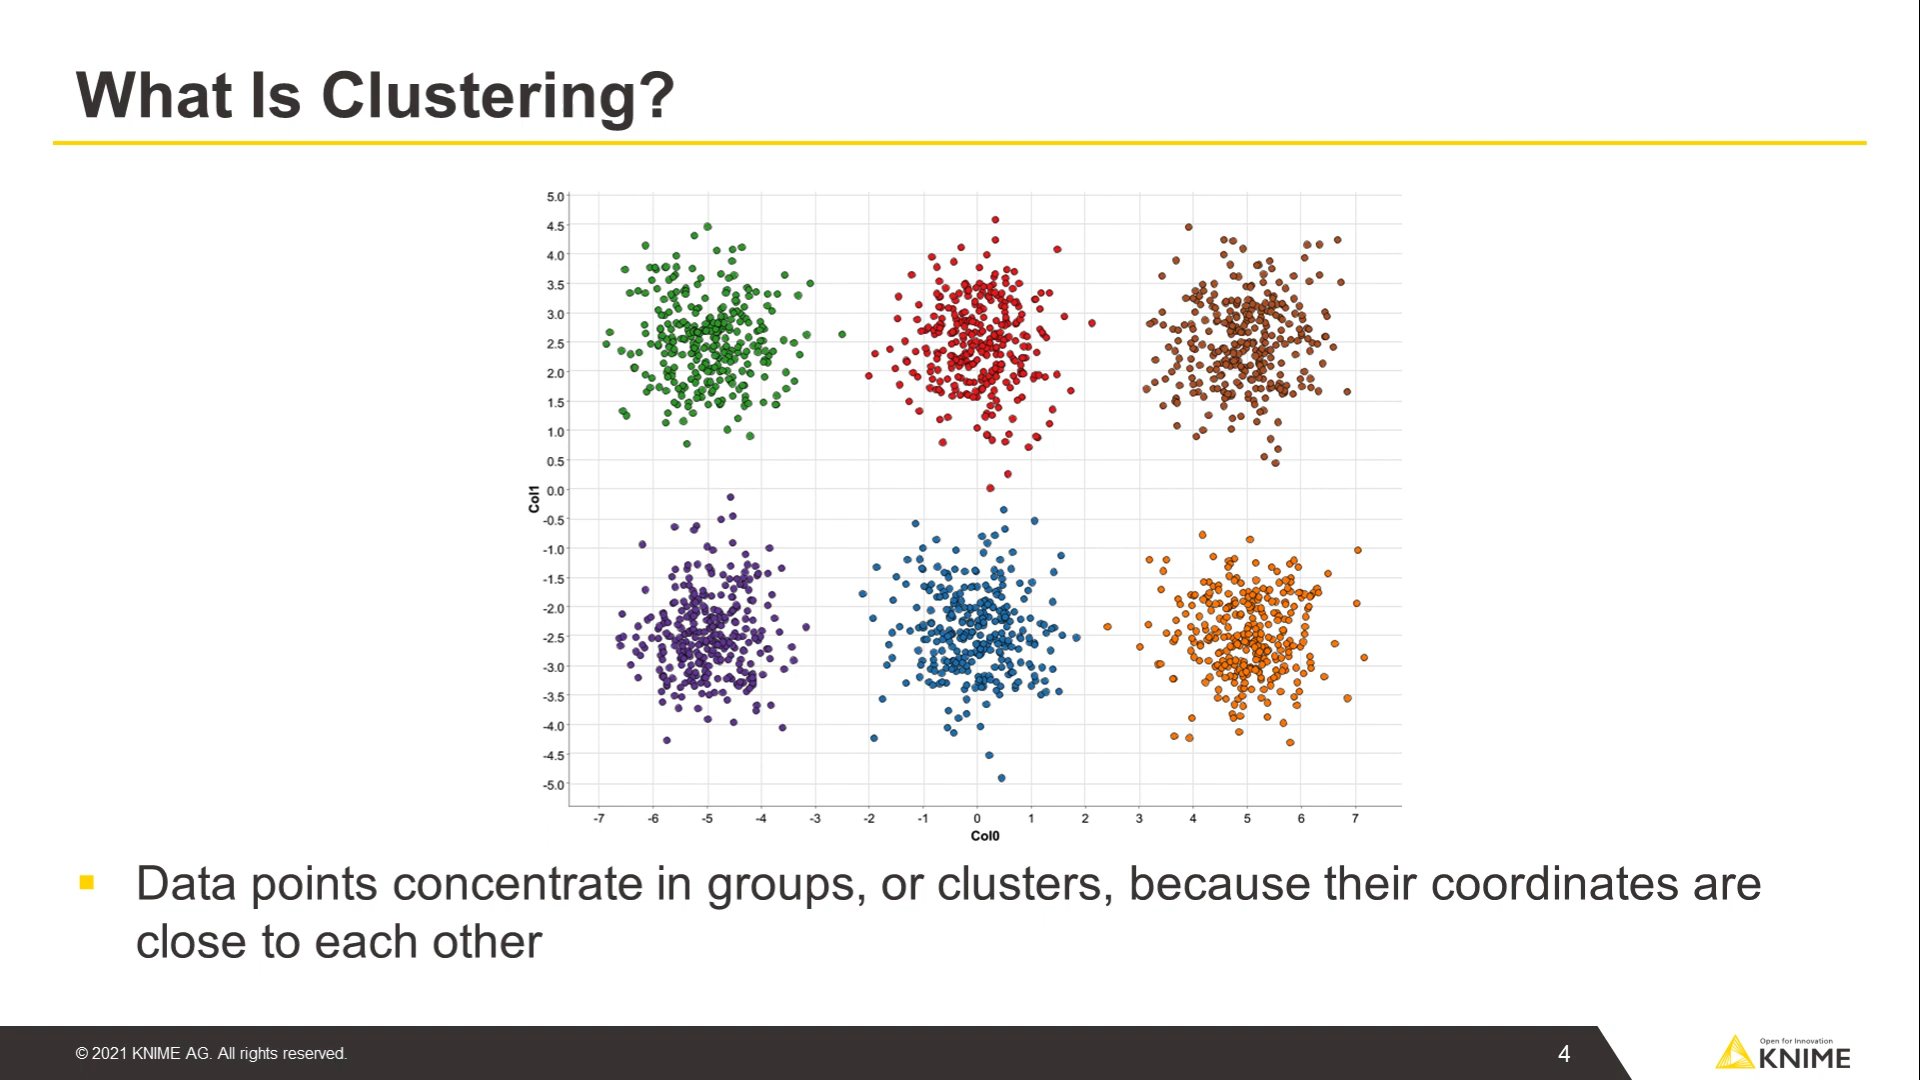 What Is Clustering?
5.0
4.5
4.0
3.5
3.0
2.5
2.0
1.5
1.0
0.5
0.0
-0.5
-1.0
-1.5
-2.0
-2.5
-3.0
-3.5
-4.0
-4.5
-5.0
Col1
-7 -6 -5 -4 -3 -2 -1 0 1 2 3 4 5 6 7
Col0
Data points concentrate in groups, or clusters, because their coordinates are
close to each other
© 2021 KNIME AG. All rights reserved.
4
Open for Innovation
KNIME